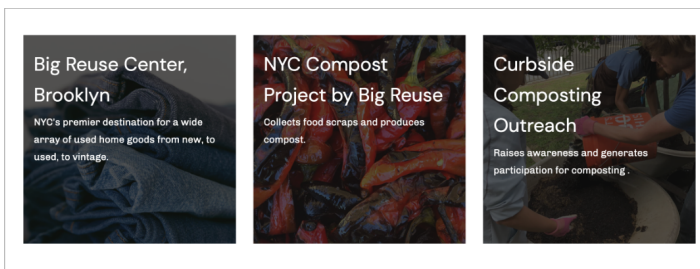 Big Reuse Center,
Brooklyn
NYC's premier destination for a wide
array of used home goods from new, to
used, to vintage.
NYC Compost
Project by Big Reuse
Collects food scraps and produces
compost.
Curbside
Composting
Outreach
Raises awareness and generates
participation for composting .